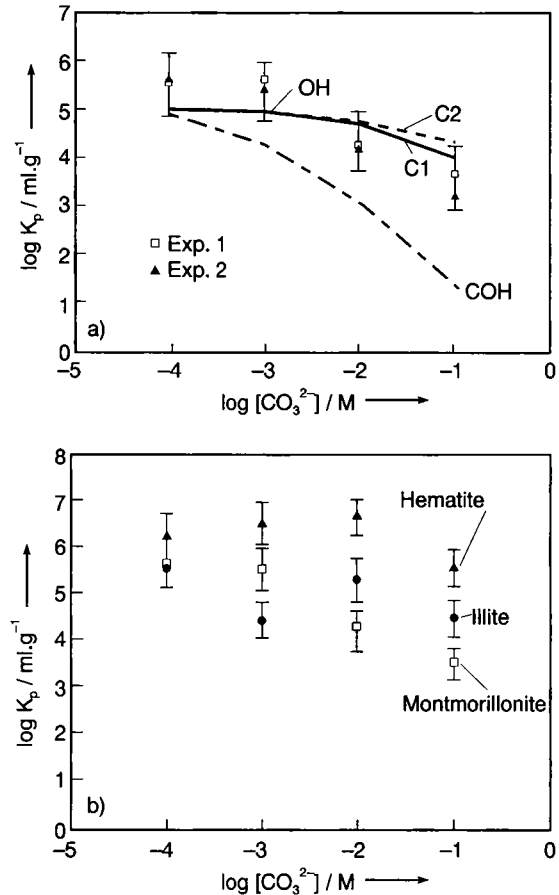 7
6
5
4
3
2
1
0
−5
−4
−3
−2
−1
0
log Kₚ / ml.g⁻¹
OH
C2
C1
COH
□ Exp. 1
▲ Exp. 2
a)
log [CO₃²⁻] / M
8
7
6
5
4
3
2
1
0
−5
−4
−3
−2
−1
0
log Kₚ / ml.g⁻¹
Hematite
Illite
Montmorillonite
b)
log [CO₃²⁻] / M